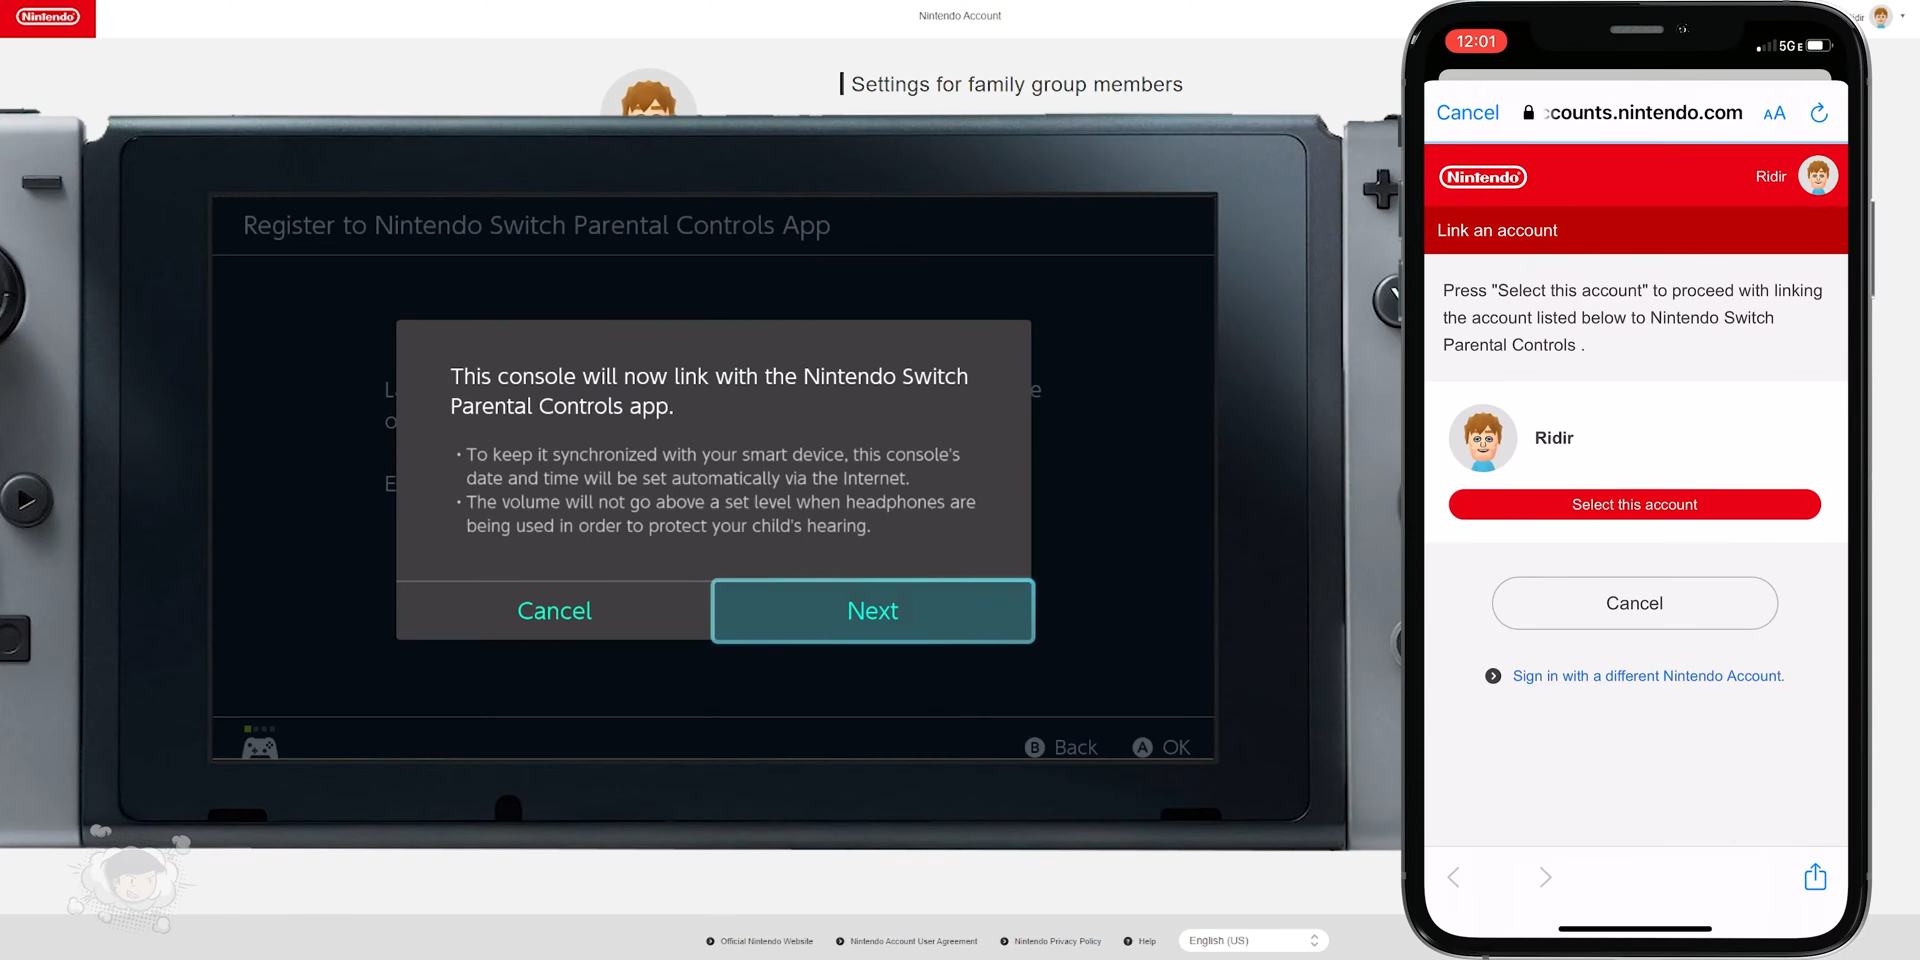 Nintendo
Nintendo Account
Settings for family group members
Register to Nintendo Switch Parental Controls App
This console will now link with the Nintendo Switch
Parental Controls app.
・To keep it synchronized with your smart device, this console's
date and time will be set automatically via the Internet.
・The volume will not go above a set level when headphones are
being used in order to protect your child's hearing.
Cancel
Next
B Back
A OK
Official Nintendo Website
Nintendo Account User Agreement
Nintendo Privacy Policy
Help
English (US)
12:01
5GE
Cancel
counts.nintendo.com
AA
Nintendo
Ridir
Link an account
Press "Select this account" to proceed with linking
the account listed below to Nintendo Switch
Parental Controls .
Ridir
Select this account
Cancel
Sign in with a different Nintendo Account.